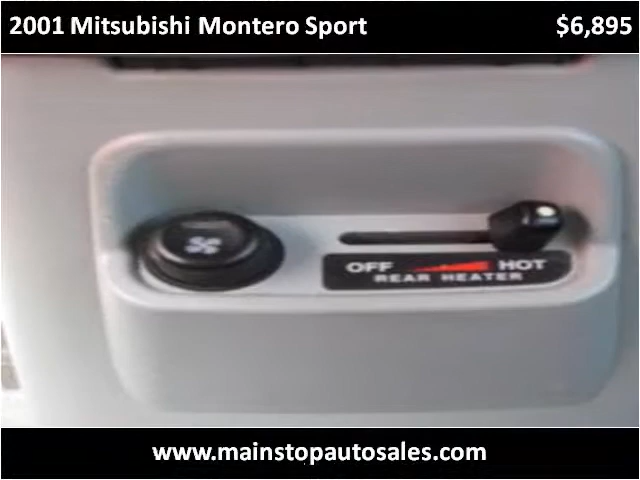 2001 Mitsubishi Montero Sport $6,895
OFF HOT
REAR HEATER
www.mainstopautosales.com